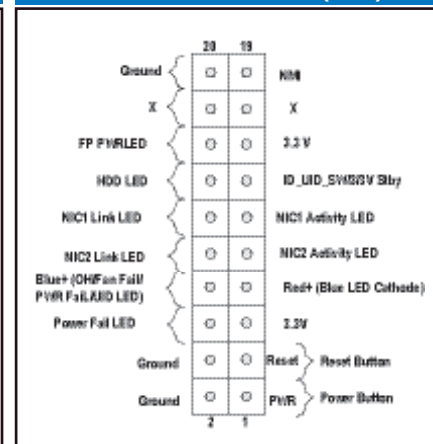 20 19
Ground NMI
X X
FP PWRLED 3.3 V
HDD LED ID_UID_SW/3/3V Stby
NIC1 Link LED NIC1 Activity LED
NIC2 Link LED NIC2 Activity LED
Blue+ (OH/Fan Fail/
PWR Fail/UID LED) Red+ (Blue LED Cathode)
Power Fail LED 3.3V
Ground Reset Reset Button
Ground PWR Power Button
2 1